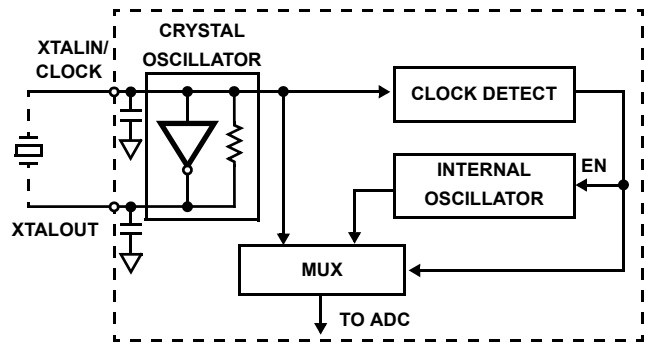 CRYSTAL
OSCILLATOR
XTALIN/
CLOCK
CLOCK DETECT
INTERNAL
OSCILLATOR
EN
XTALOUT
MUX
TO ADC